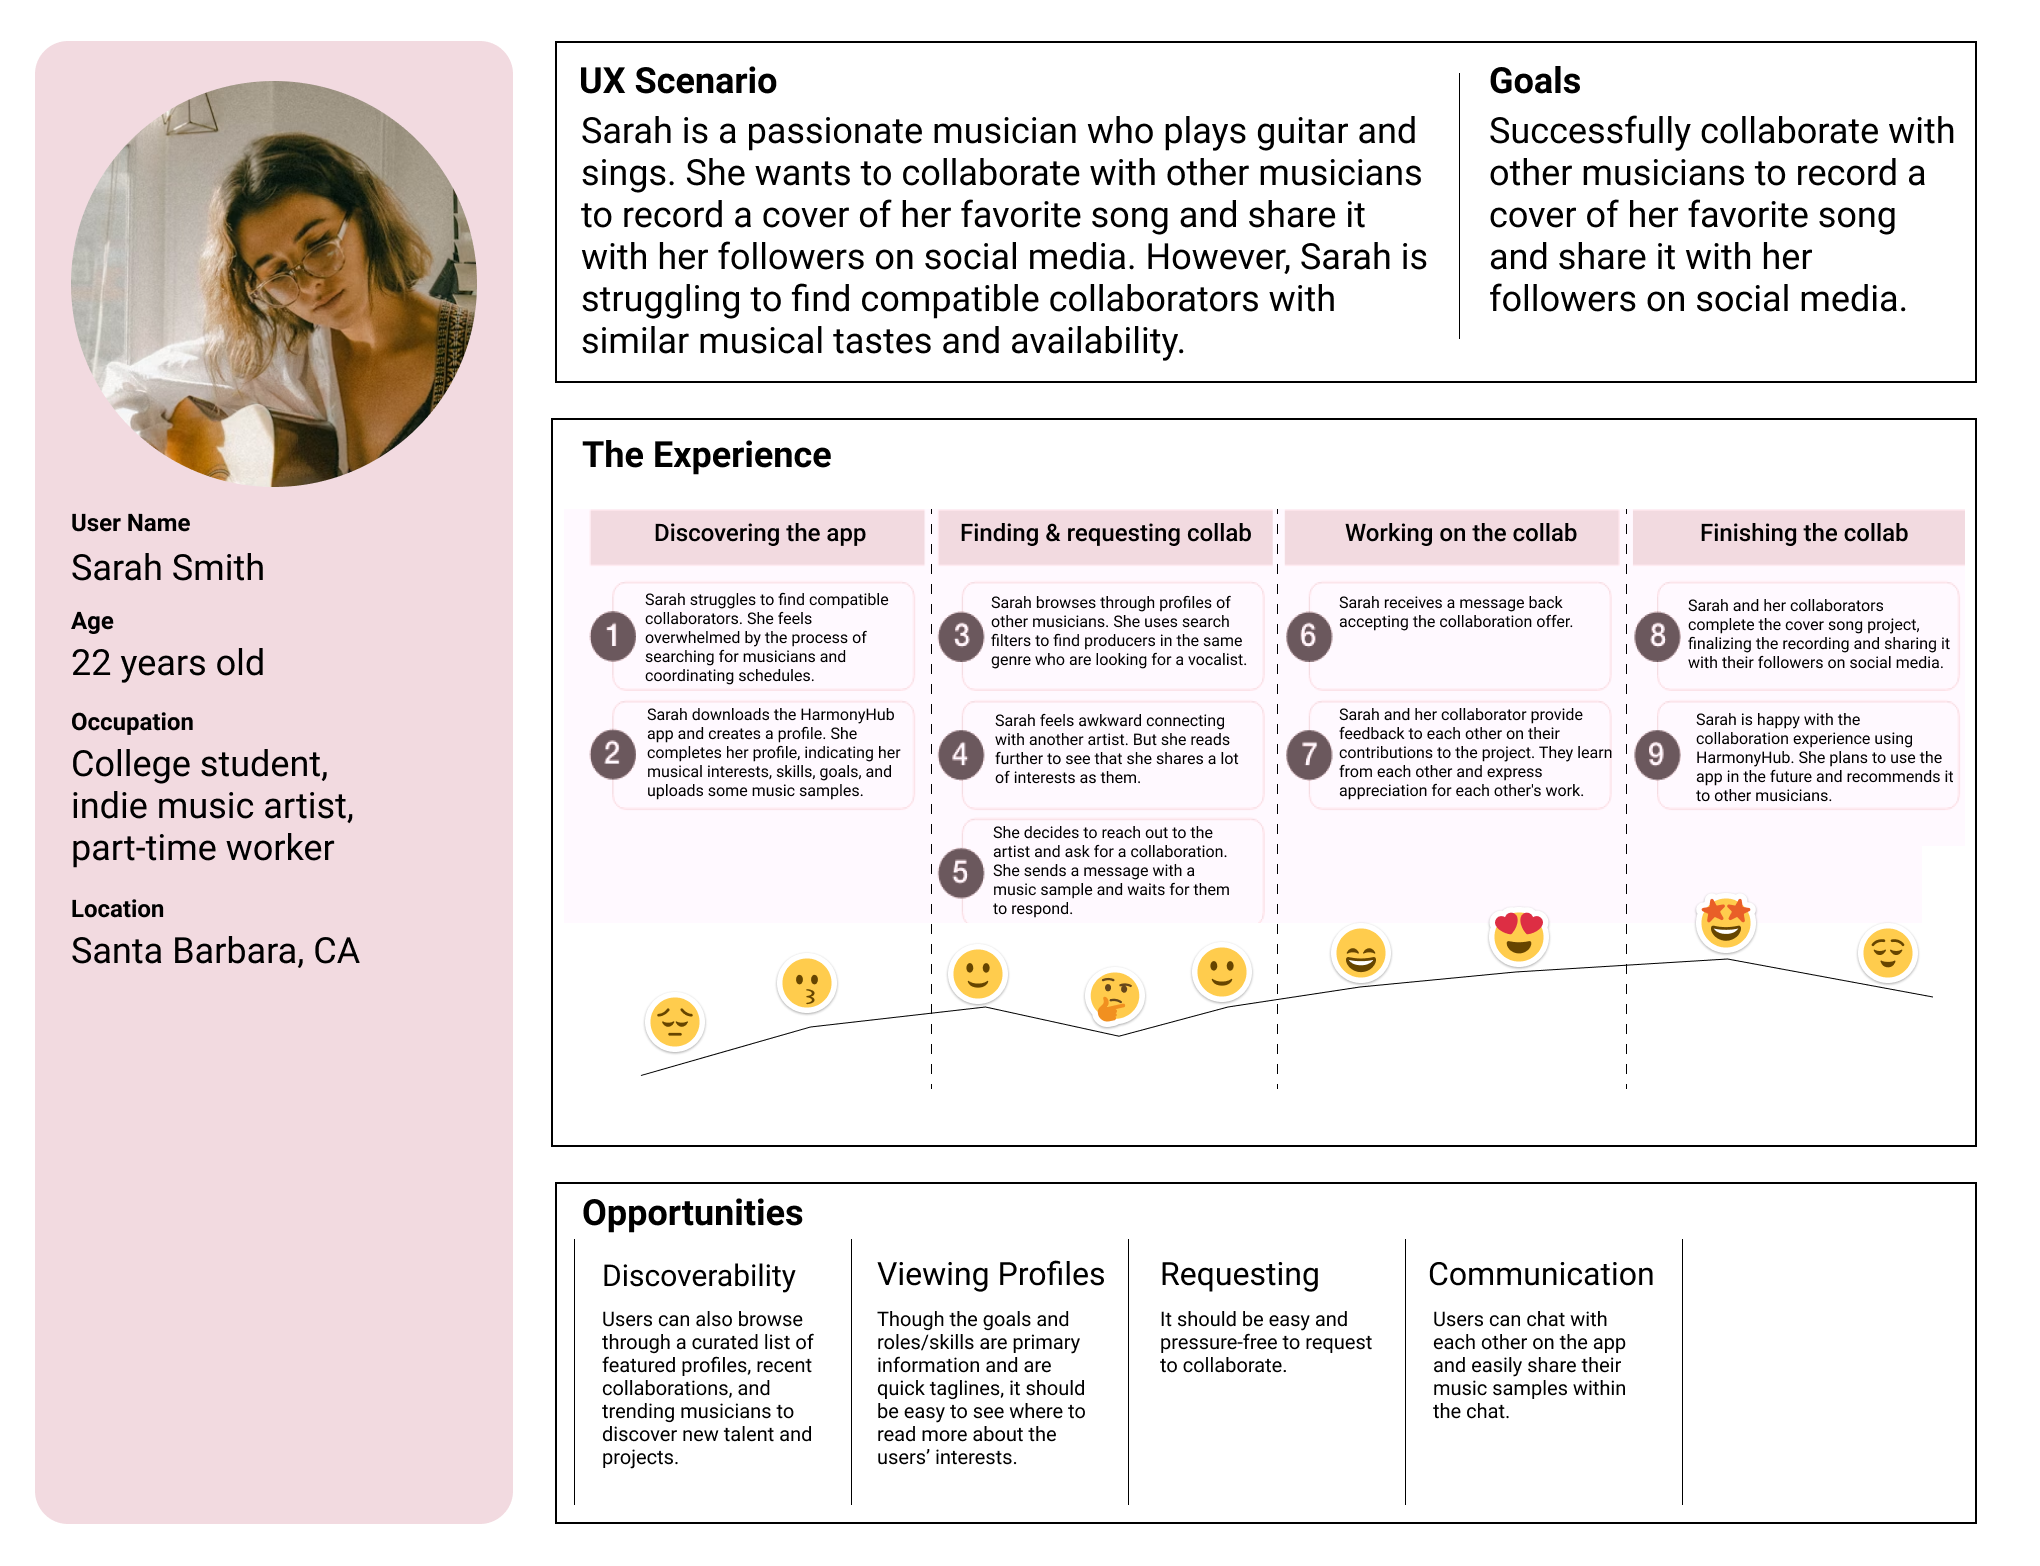 User Name
Sarah Smith
Age
22 years old
Occupation
College student,
indie music artist,
part-time worker
Location
Santa Barbara, CA
UX Scenario
Sarah is a passionate musician who plays guitar and
sings. She wants to collaborate with other musicians
to record a cover of her favorite song and share it
with her followers on social media. However, Sarah is
struggling to find compatible collaborators with
similar musical tastes and availability.
Goals
Successfully collaborate with
other musicians to record a
cover of her favorite song
and share it with her
followers on social media.
The Experience
Discovering the app
1
Sarah struggles to find compatible
collaborators. She feels
overwhelmed by the process of
searching for musicians and
coordinating schedules.
2
Sarah downloads the HarmonyHub
app and creates a profile. She
completes her profile, indicating her
musical interests, skills, goals, and
uploads some music samples.
Finding & requesting collab
3
Sarah browses through profiles of
other musicians. She uses search
filters to find producers in the same
genre who are looking for a vocalist.
4
Sarah feels awkward connecting
with another artist. But she reads
further to see that she shares a lot
of interests as them.
5
She decides to reach out to the
artist and ask for a collaboration.
She sends a message with a
music sample and waits for them
to respond.
Working on the collab
6
Sarah receives a message back
accepting the collaboration offer.
7
Sarah and her collaborator provide
feedback to each other on their
contributions to the project. They learn
from each other and express
appreciation for each other's work.
Finishing the collab
8
Sarah and her collaborators
complete the cover song project,
finalizing the recording and sharing it
with their followers on social media.
9
Sarah is happy with the
collaboration experience using
HarmonyHub. She plans to use the
app in the future and recommends it
to other musicians.
Opportunities
Discoverability
Users can also browse
through a curated list of
featured profiles, recent
collaborations, and
trending musicians to
discover new talent and
projects.
Viewing Profiles
Though the goals and
roles/skills are primary
information and are
quick taglines, it should
be easy to see where to
read more about the
users’ interests.
Requesting
It should be easy and
pressure-free to request
to collaborate.
Communication
Users can chat with
each other on the app
and easily share their
music samples within
the chat.